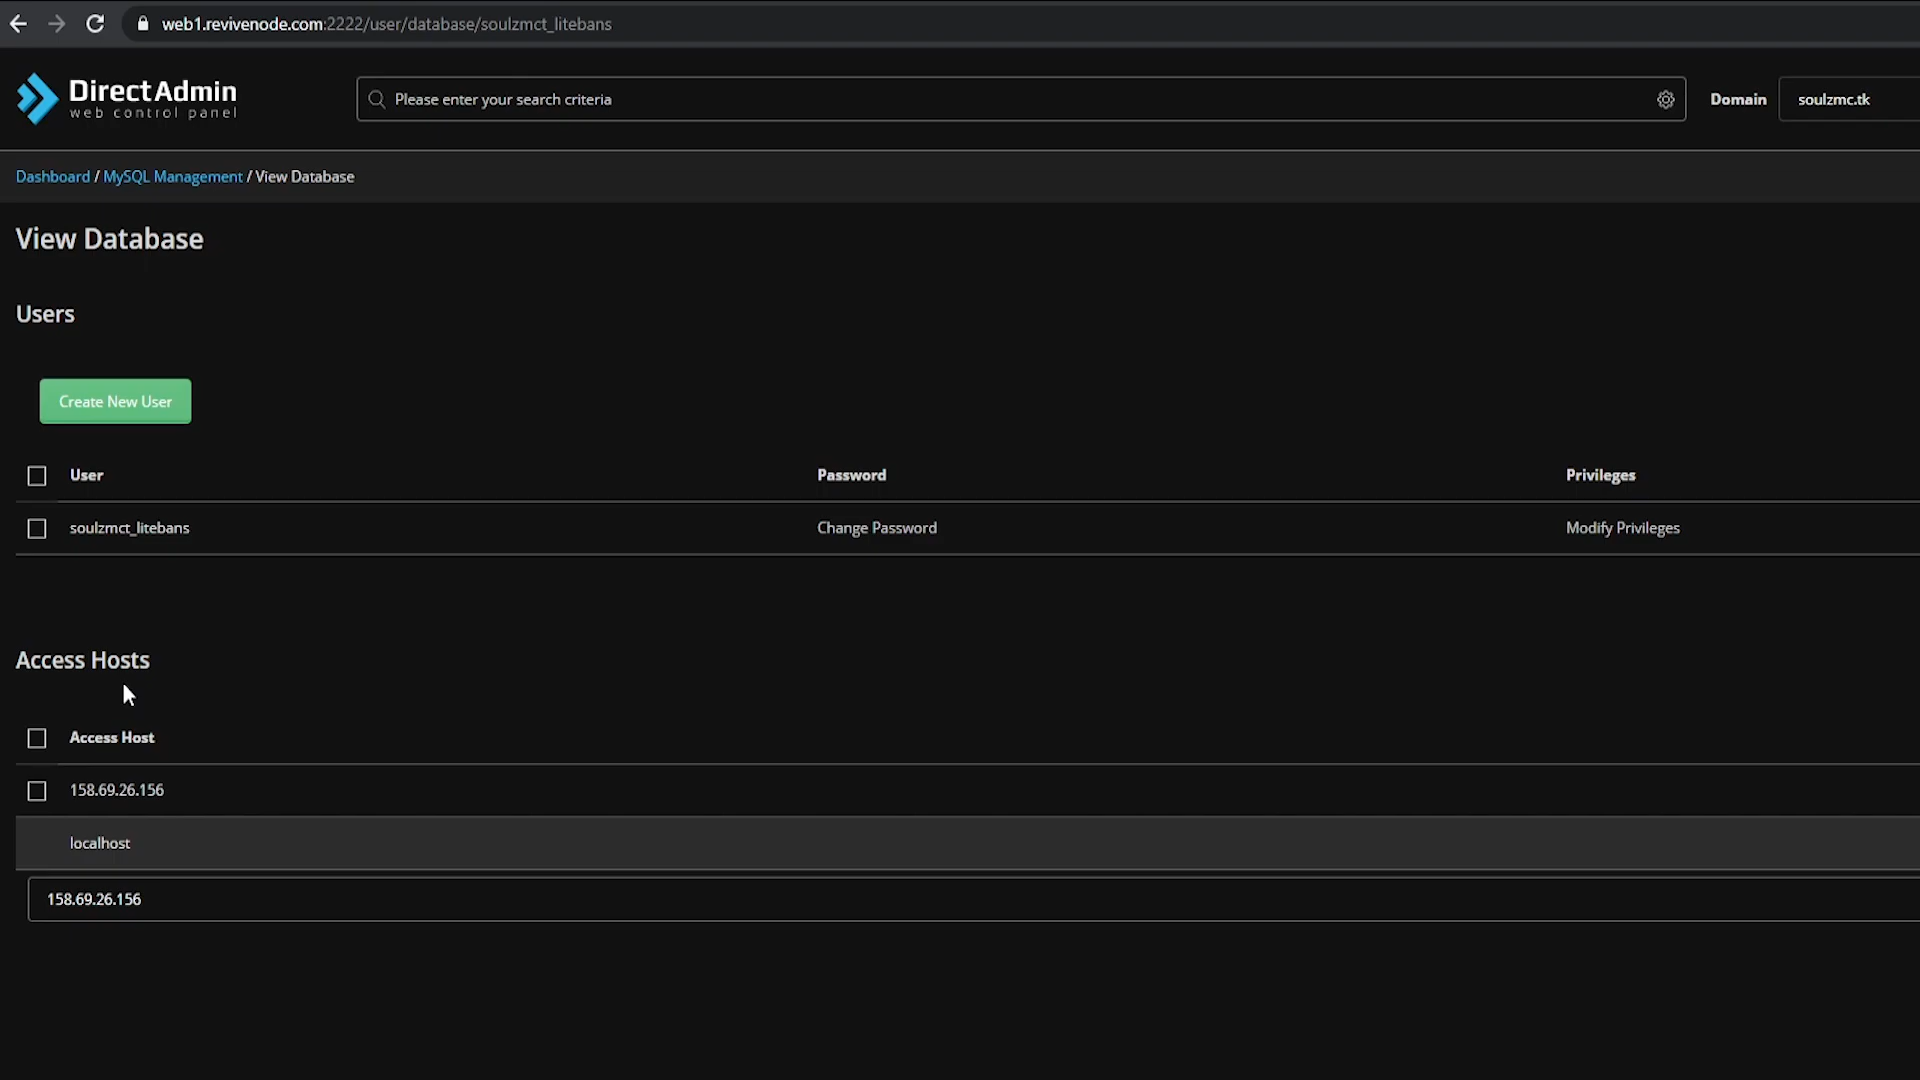 web1.revivenode.com:2222/user/database/soulzmct_litebans
DirectAdmin
web control panel
Please enter your search criteria
Domain
soulzmc.tk
Dashboard / MySQL Management / View Database
View Database
Users
Create New User
User Password Privileges
soulzmct_litebans Change Password Modify Privileges
Access Hosts
Access Host
158.69.26.156
localhost
158.69.26.156